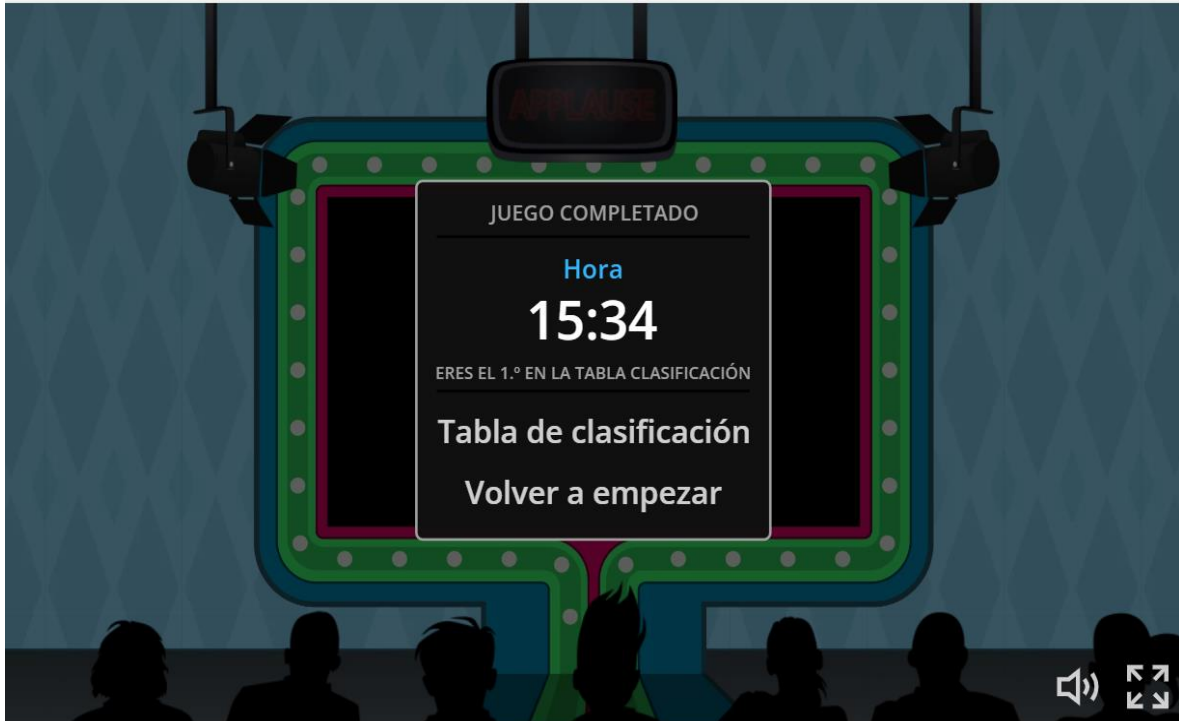 APPLAUSE
JUEGO COMPLETADO
Hora
15:34
ERES EL 1.º EN LA TABLA CLASIFICACIÓN
Tabla de clasificación
Volver a empezar